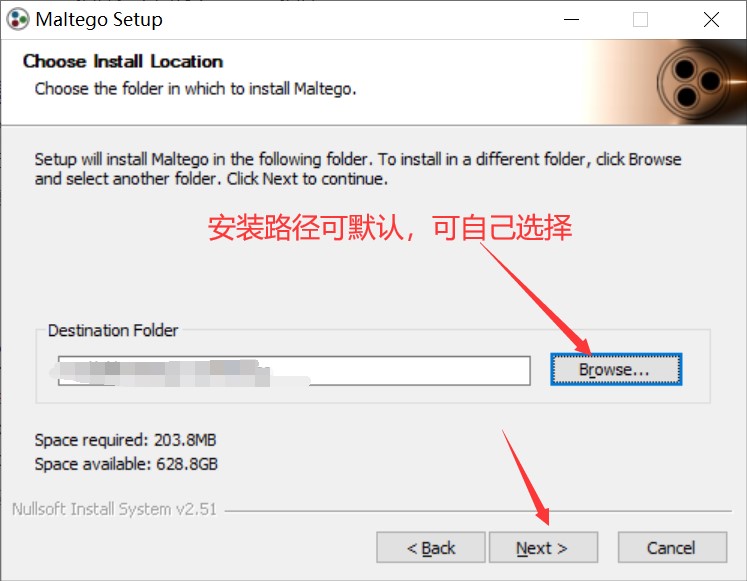 Maltego Setup
Choose Install Location
Choose the folder in which to install Maltego.
Setup will install Maltego in the following folder. To install in a different folder, click Browse
and select another folder. Click Next to continue.
安装路径可默认，可自己选择
Destination Folder
Browse...
Space required: 203.8MB
Space available: 628.8GB
Nullsoft Install System v2.51
< Back
Next >
Cancel